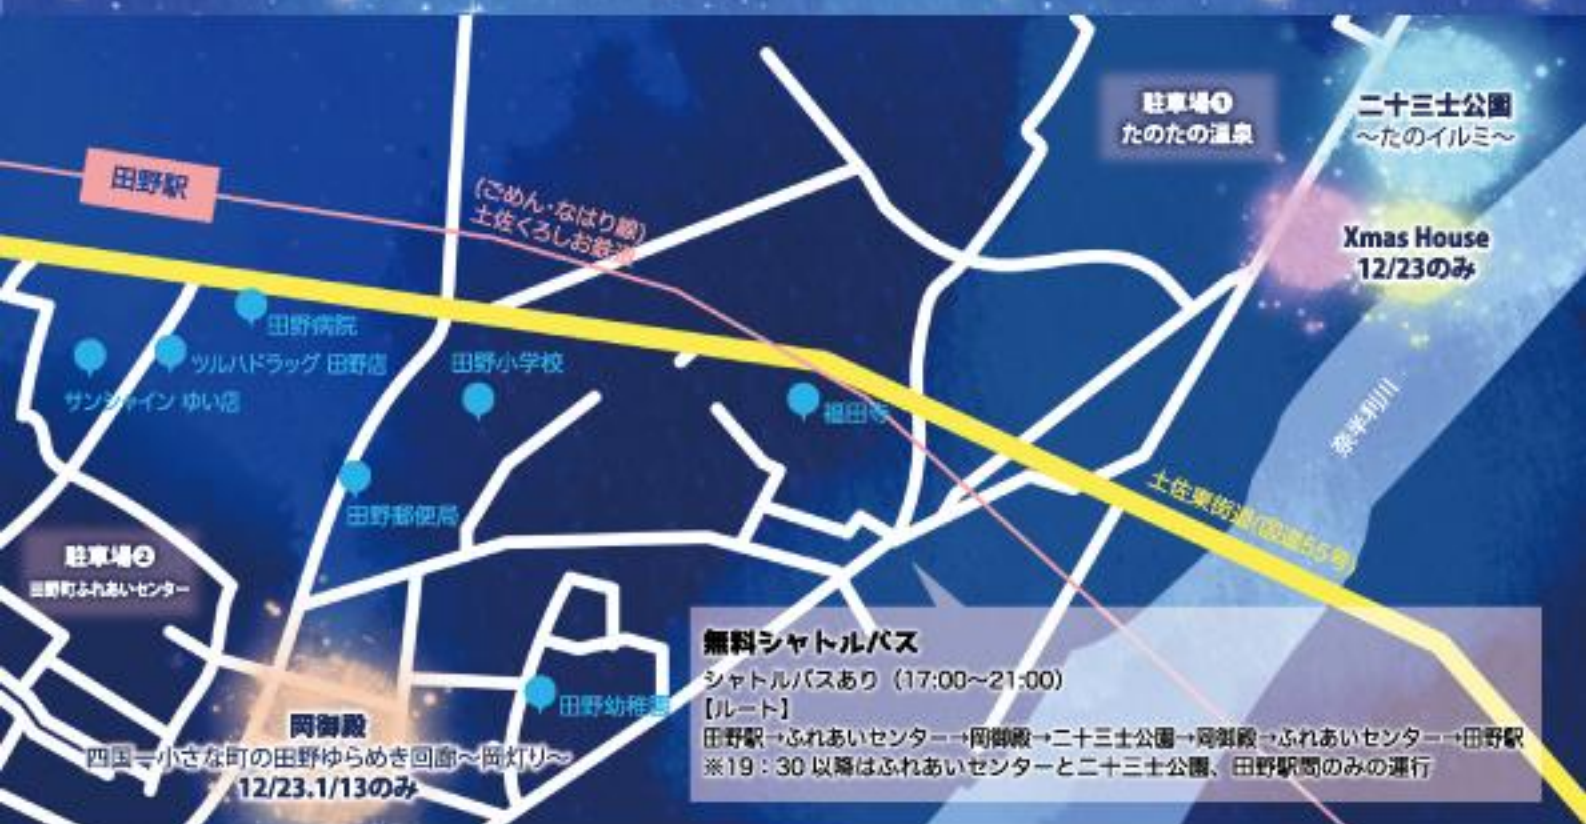 駐車場❶
たのたの温泉
二十三士公園
～たのイルミ～
田野駅
(ごめん・なはり線)
土佐くろしお鉄道
Xmas House
12/23のみ
田野病院
ツルハドラッグ 田野店
サンシャイン ゆい店
田野小学校
福田寺
奈半利川
田野郵便局
土佐東街道(国道55号)
駐車場❷
田野町ふれあいセンター
無料シャトルバス
シャトルバスあり（17:00～21:00）
【ルート】
田野駅→ふれあいセンター→岡御殿→二十三士公園→岡御殿→ふれあいセンター→田野駅
※19：30 以降はふれあいセンターと二十三士公園、田野駅間のみの運行
田野幼稚園
岡御殿
四国一小さな町の田野ゆらめき回廊～岡灯り～
12/23.1/13のみ